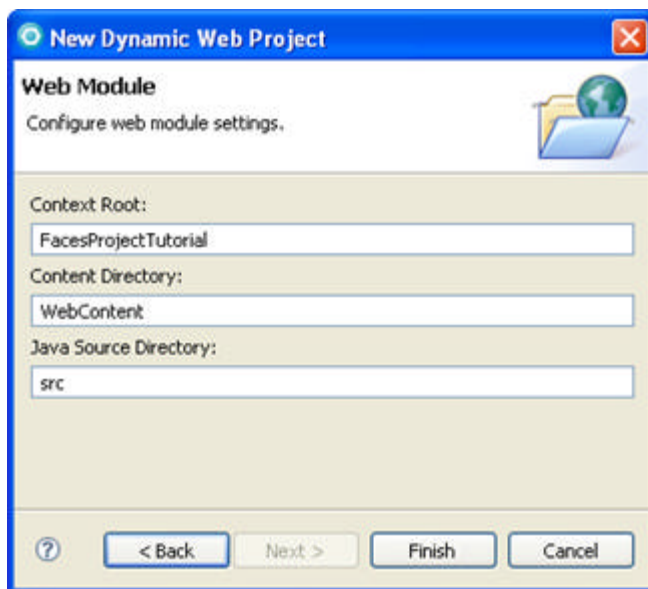 New Dynamic Web Project
Web Module
Configure web module settings.
Context Root:
FacesProjectTutorial
Content Directory:
WebContent
Java Source Directory:
src
?
< Back
Next >
Finish
Cancel